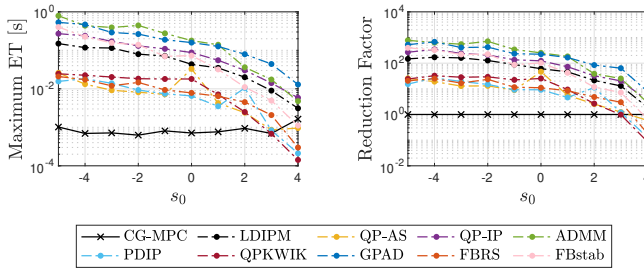 Maximum ET [s]
10^0
10^-2
10^-4
-4 -2 0 2 4
s_0
Reduction Factor
10^4
10^2
10^0
10^-2
-4 -2 0 2 4
s_0
CG-MPC LDIPM QP-AS QP-IP ADMM
PDIP QPKWIK GPAD FBRS FBstab